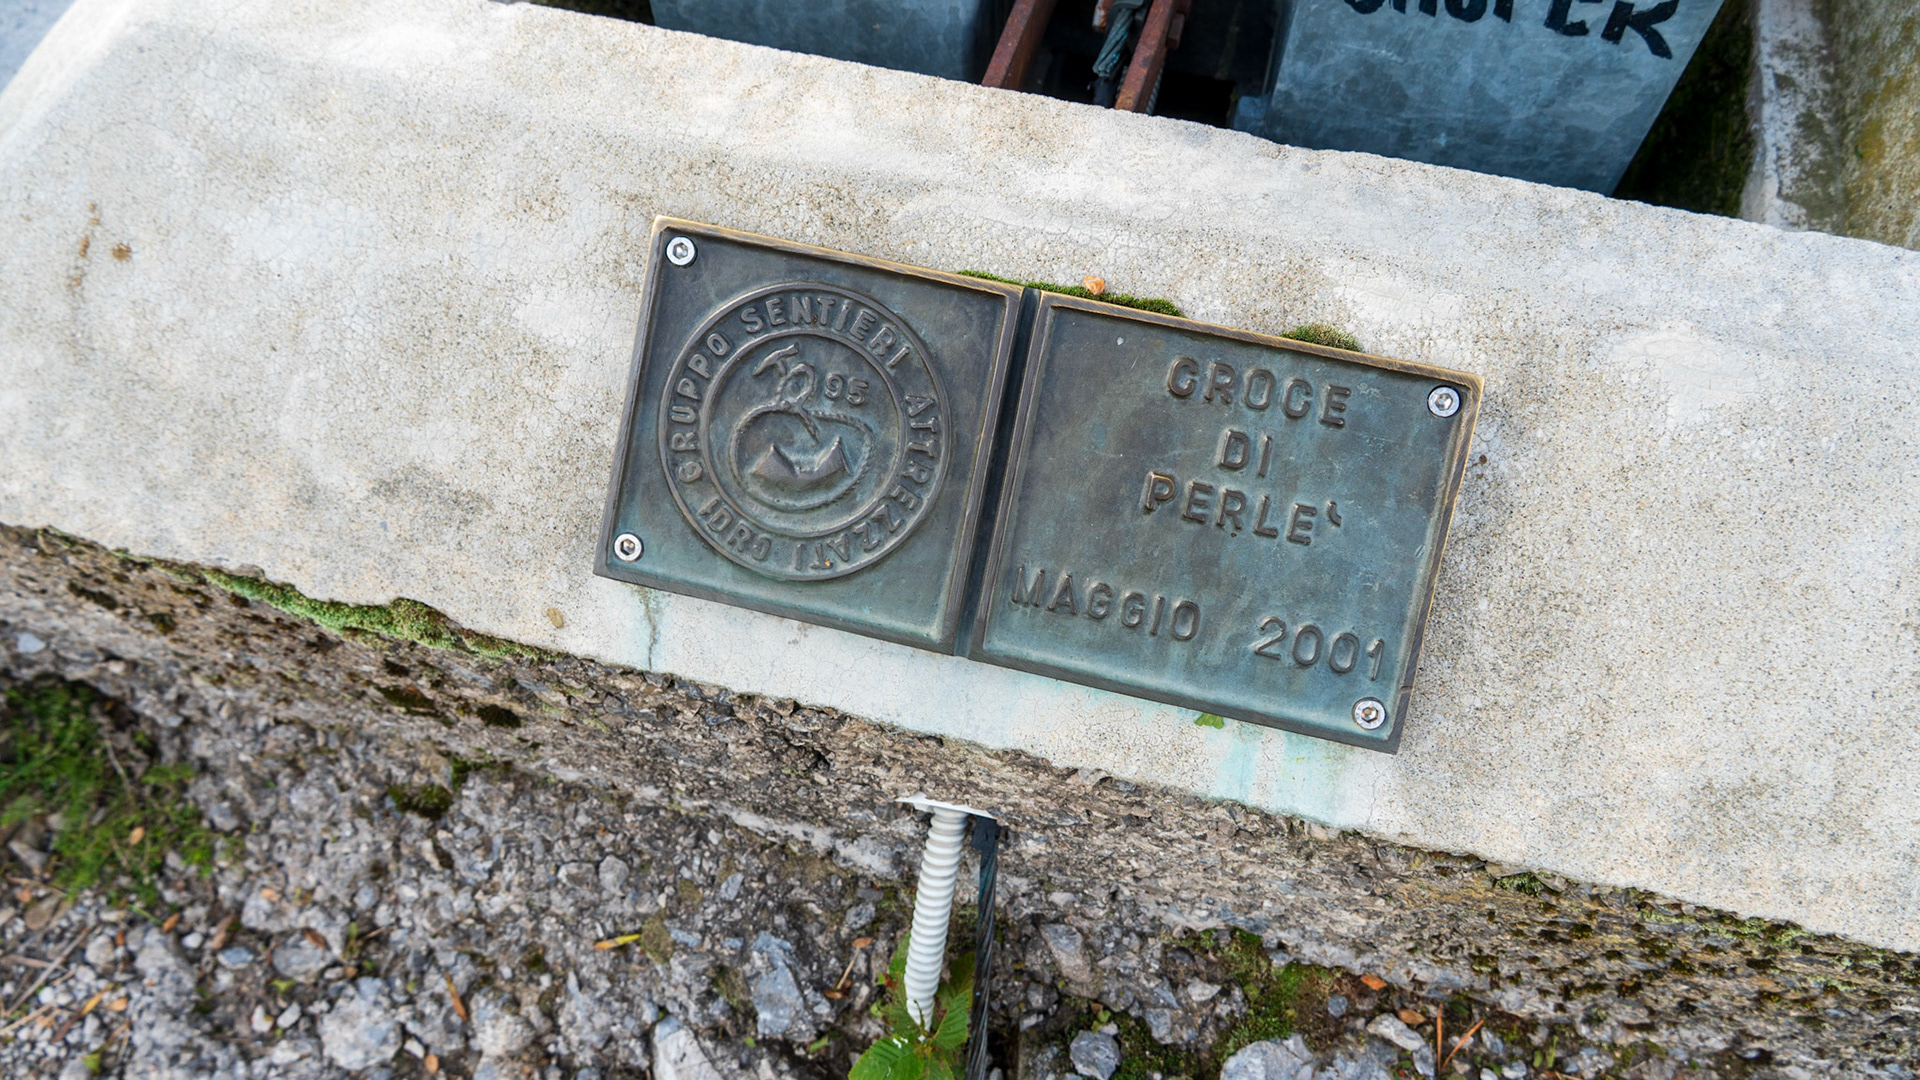 GRUPPO SENTIERI ATTREZZATI IDRO
95
CROCE
DI
PERLE'
MAGGIO 2001